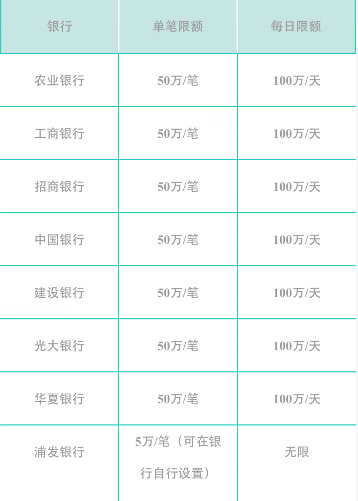 银行 单笔限额 每日限额
农业银行 50万/笔 100万/天
工商银行 50万/笔 100万/天
招商银行 50万/笔 100万/天
中国银行 50万/笔 100万/天
建设银行 50万/笔 100万/天
光大银行 50万/笔 100万/天
华夏银行 50万/笔 100万/天
浦发银行 5万/笔（可在银 无限
行自行设置）